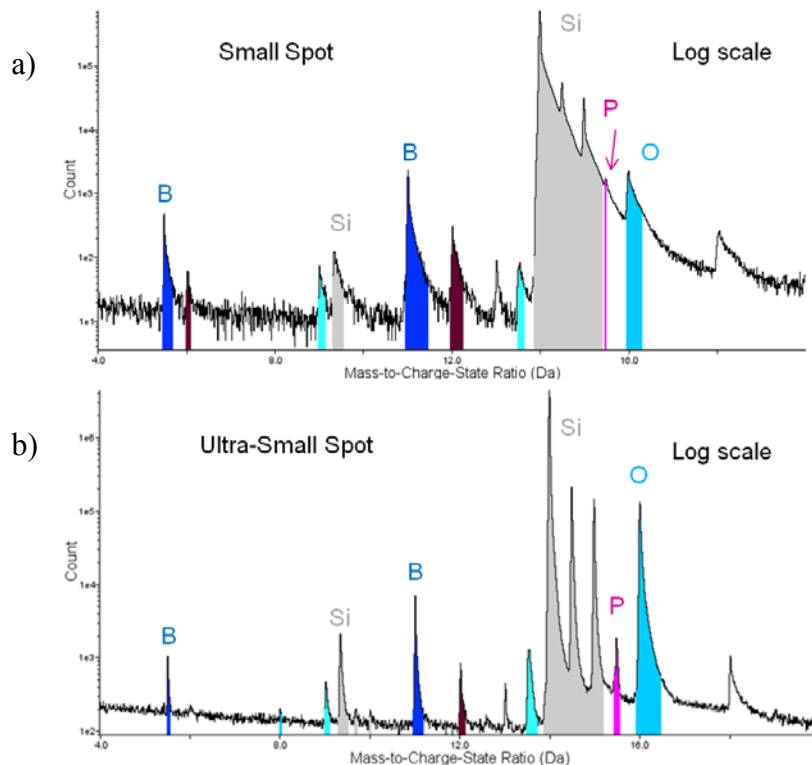 a)
Small Spot
Si
Log scale
P
O
B
B
Si
Count
1e5
1e4
1e3
1e2
1e1
4.0 8.0 12.0 16.0
Mass-to-Charge-State Ratio (Da)
b)
Ultra-Small Spot
Si
Log scale
O
B
P
Si
B
Count
1e6
1e5
1e4
1e3
1e2
4.0 8.0 12.0 16.0
Mass-to-Charge-State Ratio (Da)